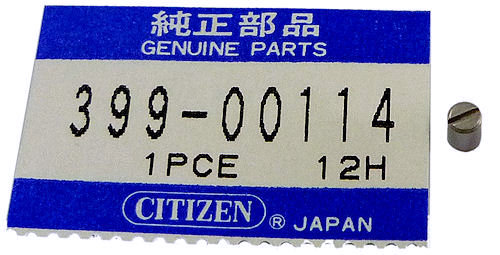 純正部品
GENUINE PARTS
399-00114
1PCE 12H
CITIZEN ® JAPAN